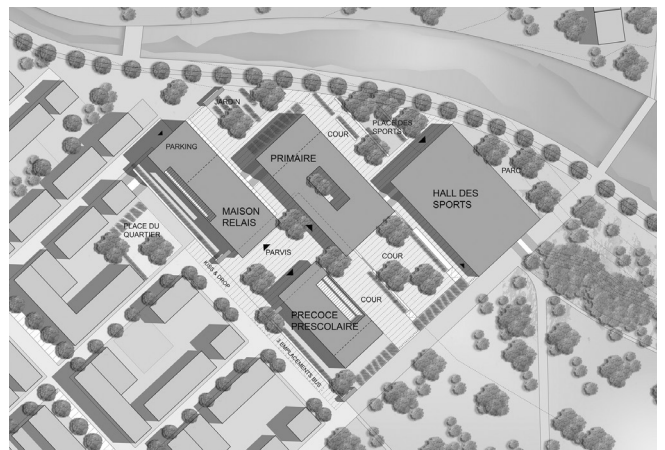 JARDIN
PLACE DES
SPORTS
COUR
PARKING
PRIMAIRE
PARC
HALL DES
SPORTS
MAISON
RELAIS
PLACE DU
QUARTIER
PARVIS
COUR
KISS & DROP
COUR
PRECOCE
PRESCOLAIRE
3 EMPLACEMENTS BUS